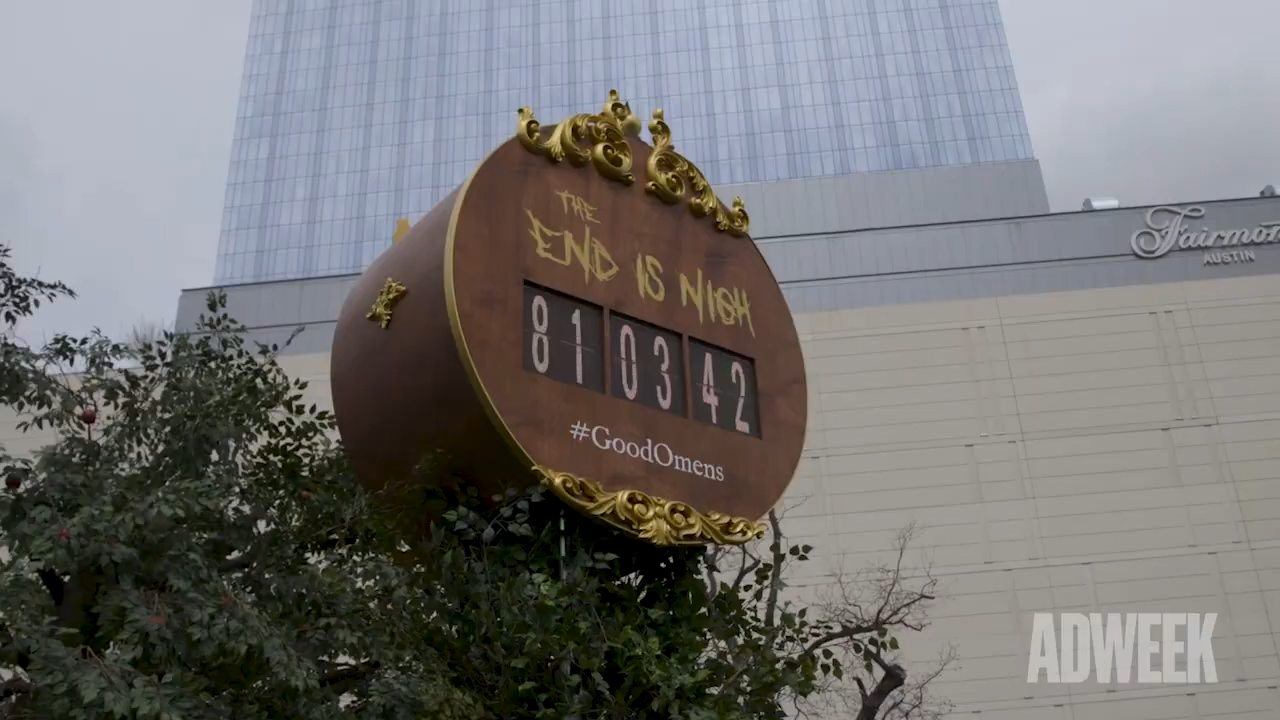 THE
END IS NIGH
81 03 42
#GoodOmens
Fairmont
AUSTIN
ADWEEK